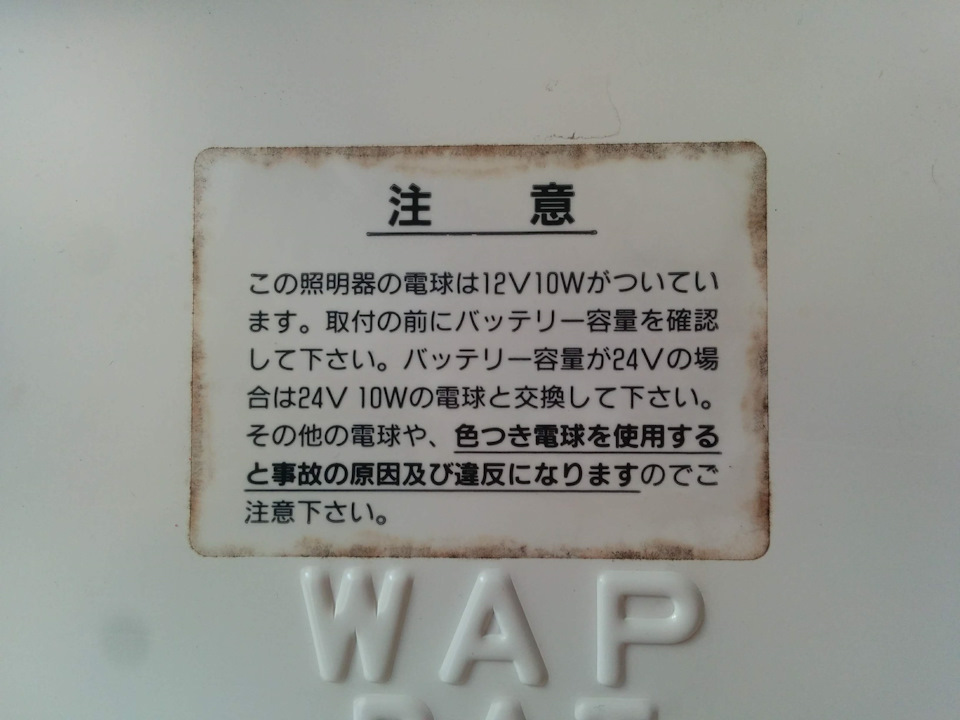 注 意
この照明器の電球は12V10Wがついてい
ます。取付の前にバッテリー容量を確認
して下さい。バッテリー容量が24Vの場
合は24V 10Wの電球と交換して下さい。
その他の電球や、色つき電球を使用する
と事故の原因及び違反になりますのでご
注意下さい。
WAP